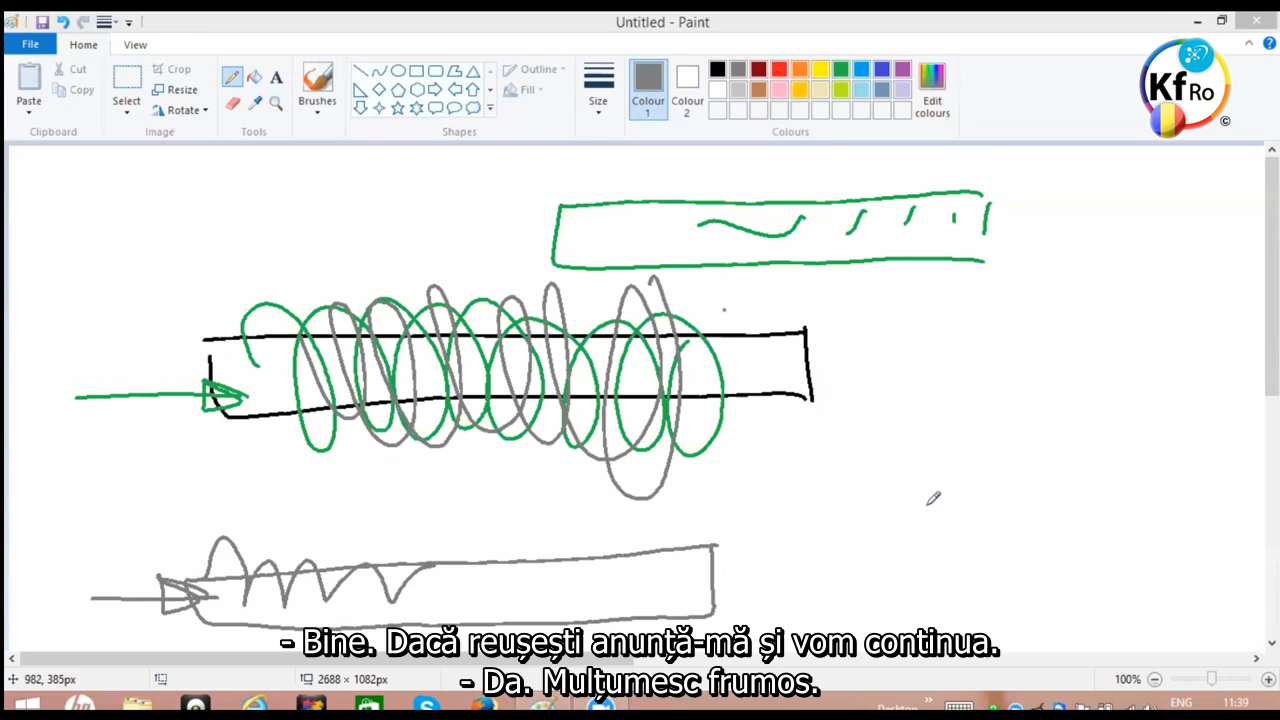 Untitled - Paint
File Home View
Paste
Cut
Copy
Clipboard
Select
Crop
Resize
Rotate
Image
A
Tools
Brushes
Outline
Fill
Shapes
Size
Colour 1
Colour 2
Edit colours
Colours
Kf Ro
©
- Bine. Dacă reușești anunță-mă și vom continua.
- Da. Mulțumesc frumos.
982, 385px
2688 × 1082px
100%
Desktop
ENG
11:39